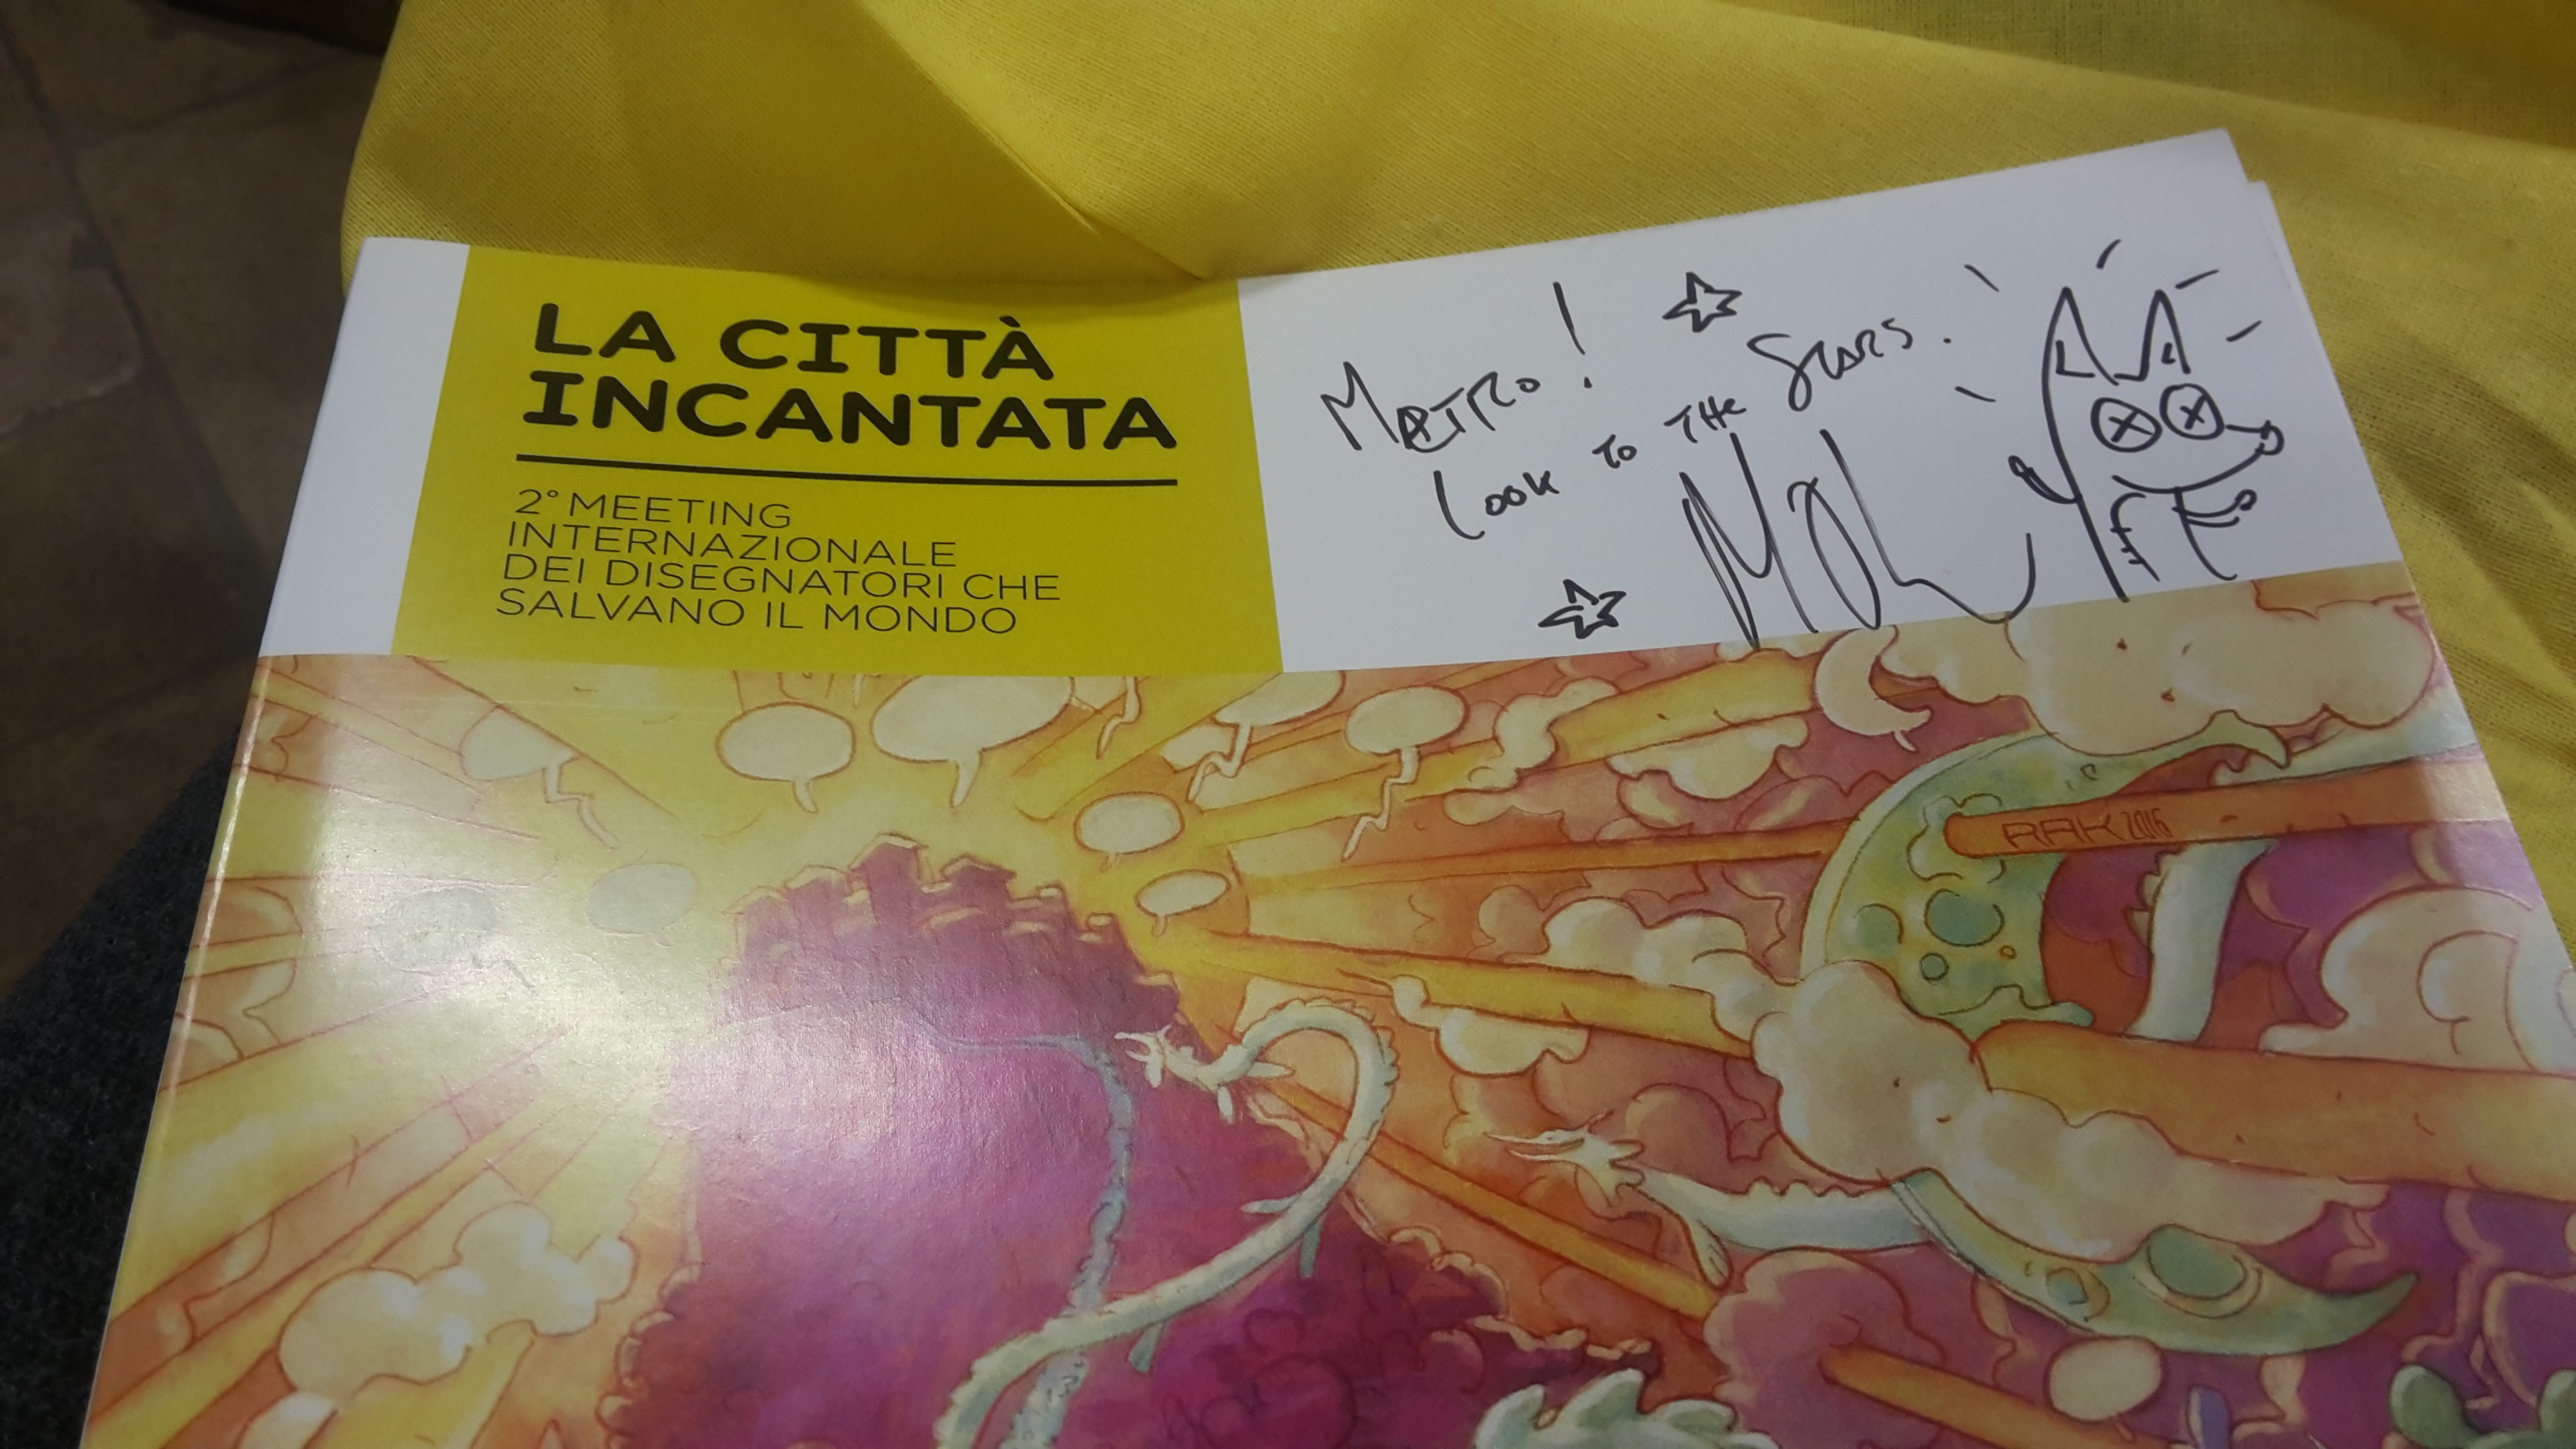 LA CITTÀ
INCANTATA
2° MEETING
INTERNAZIONALE
DEI DISEGNATORI CHE
SALVANO IL MONDO
LOOK TO THE STARS.
RAK 2016